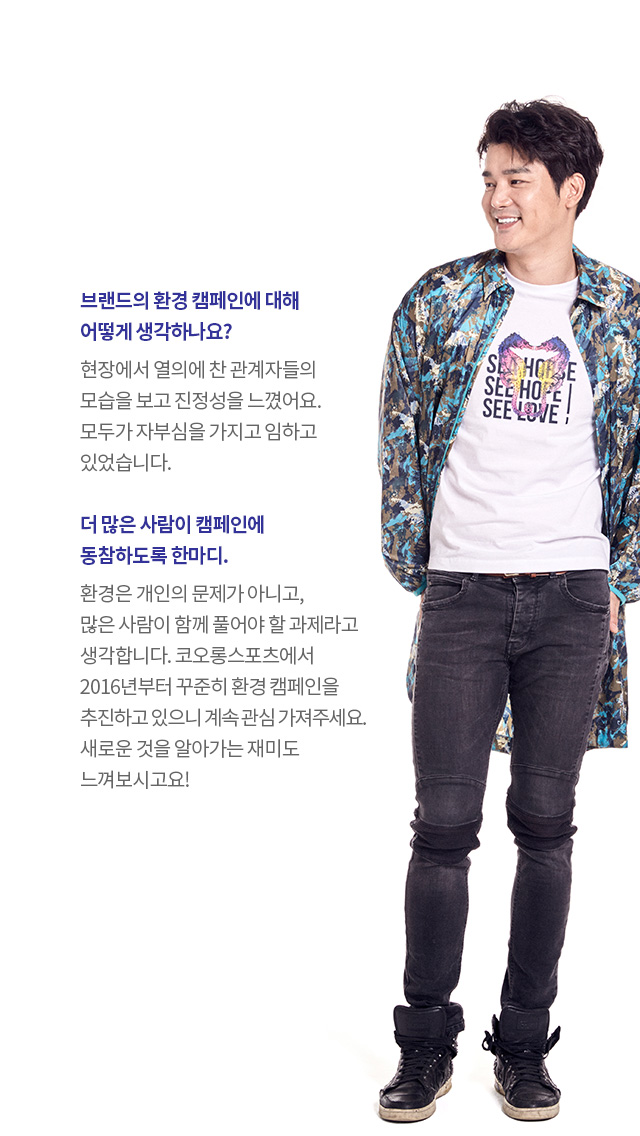 브랜드의 환경 캠페인에 대해
어떻게 생각하나요?
현장에서 열의에 찬 관계자들의
모습을 보고 진정성을 느꼈어요.
모두가 자부심을 가지고 임하고
있었습니다.
더 많은 사람이 캠페인에
동참하도록 한마디.
환경은 개인의 문제가 아니고,
많은 사람이 함께 풀어야 할 과제라고
생각합니다. 코오롱스포츠에서
2016년부터 꾸준히 환경 캠페인을
추진하고 있으니 계속 관심 가져주세요.
새로운 것을 알아가는 재미도
느껴보시고요!
SEE HORSE
SEE HOPE
SEE LOVE !